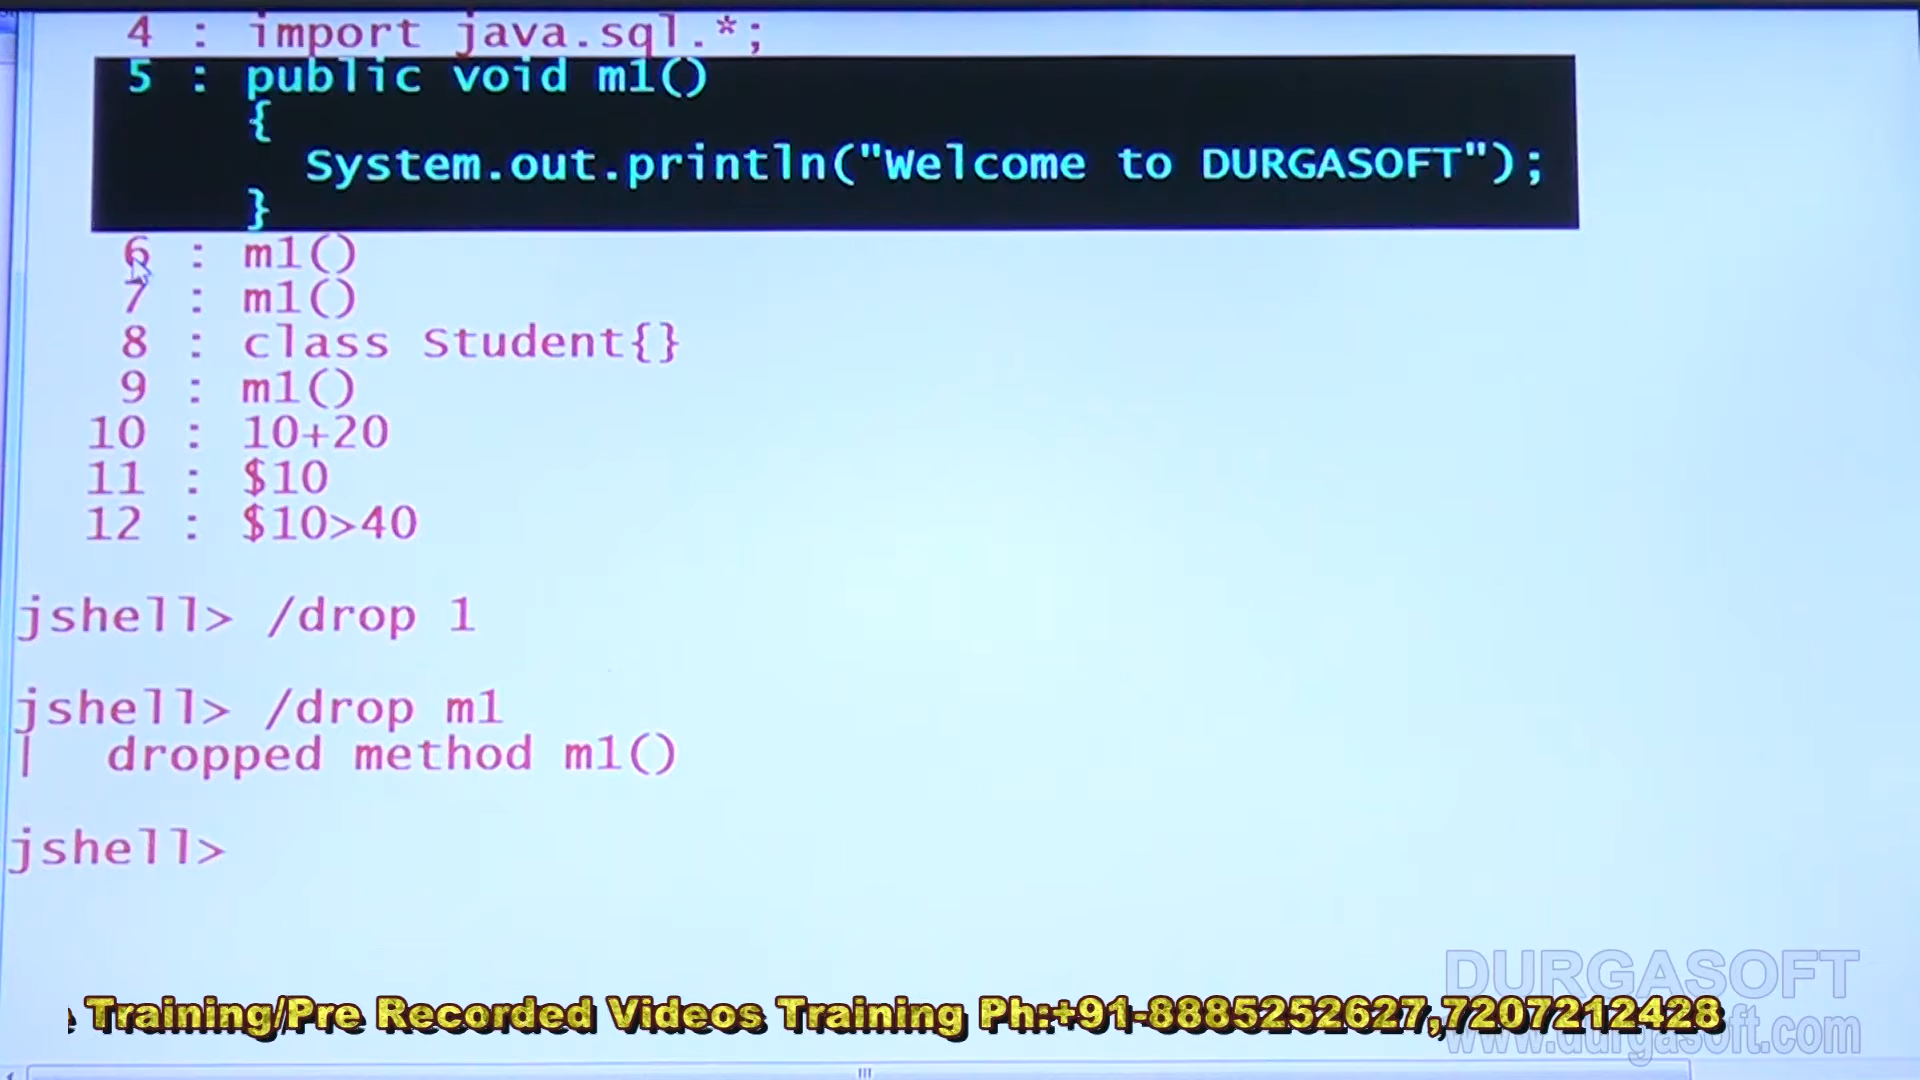 4 : import java.sql.*;
5 : public void m1()
{
System.out.println("Welcome to DURGASOFT");
}
6 : m1()
7 : m1()
8 : class Student{}
9 : m1()
10 : 10+20
11 : $10
12 : $10>40
jshell> /drop 1
jshell> /drop m1
| dropped method m1()
jshell>
DURGASOFT
Training/Pre Recorded Videos Training Ph:+91-8885252627,7207212428
www.durgasoft.com